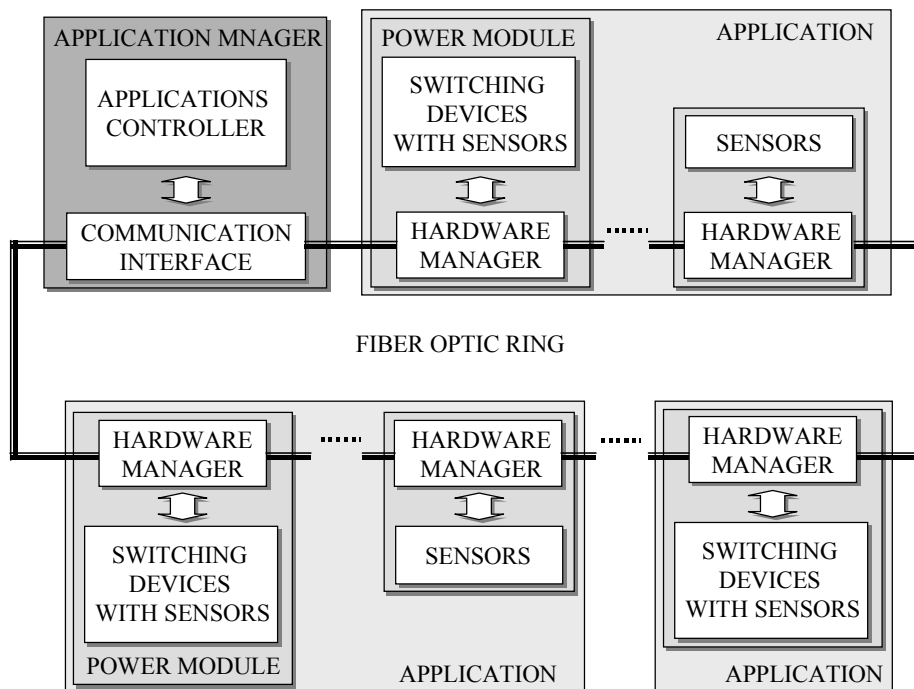 APPLICATION MNAGER
APPLICATIONS
CONTROLLER
COMMUNICATION
INTERFACE
POWER MODULE
APPLICATION
SWITCHING
DEVICES
WITH SENSORS
HARDWARE
MANAGER
SENSORS
HARDWARE
MANAGER
FIBER OPTIC RING
HARDWARE
MANAGER
SWITCHING
DEVICES
WITH SENSORS
POWER MODULE
HARDWARE
MANAGER
SENSORS
APPLICATION
HARDWARE
MANAGER
SWITCHING
DEVICES
WITH SENSORS
APPLICATION